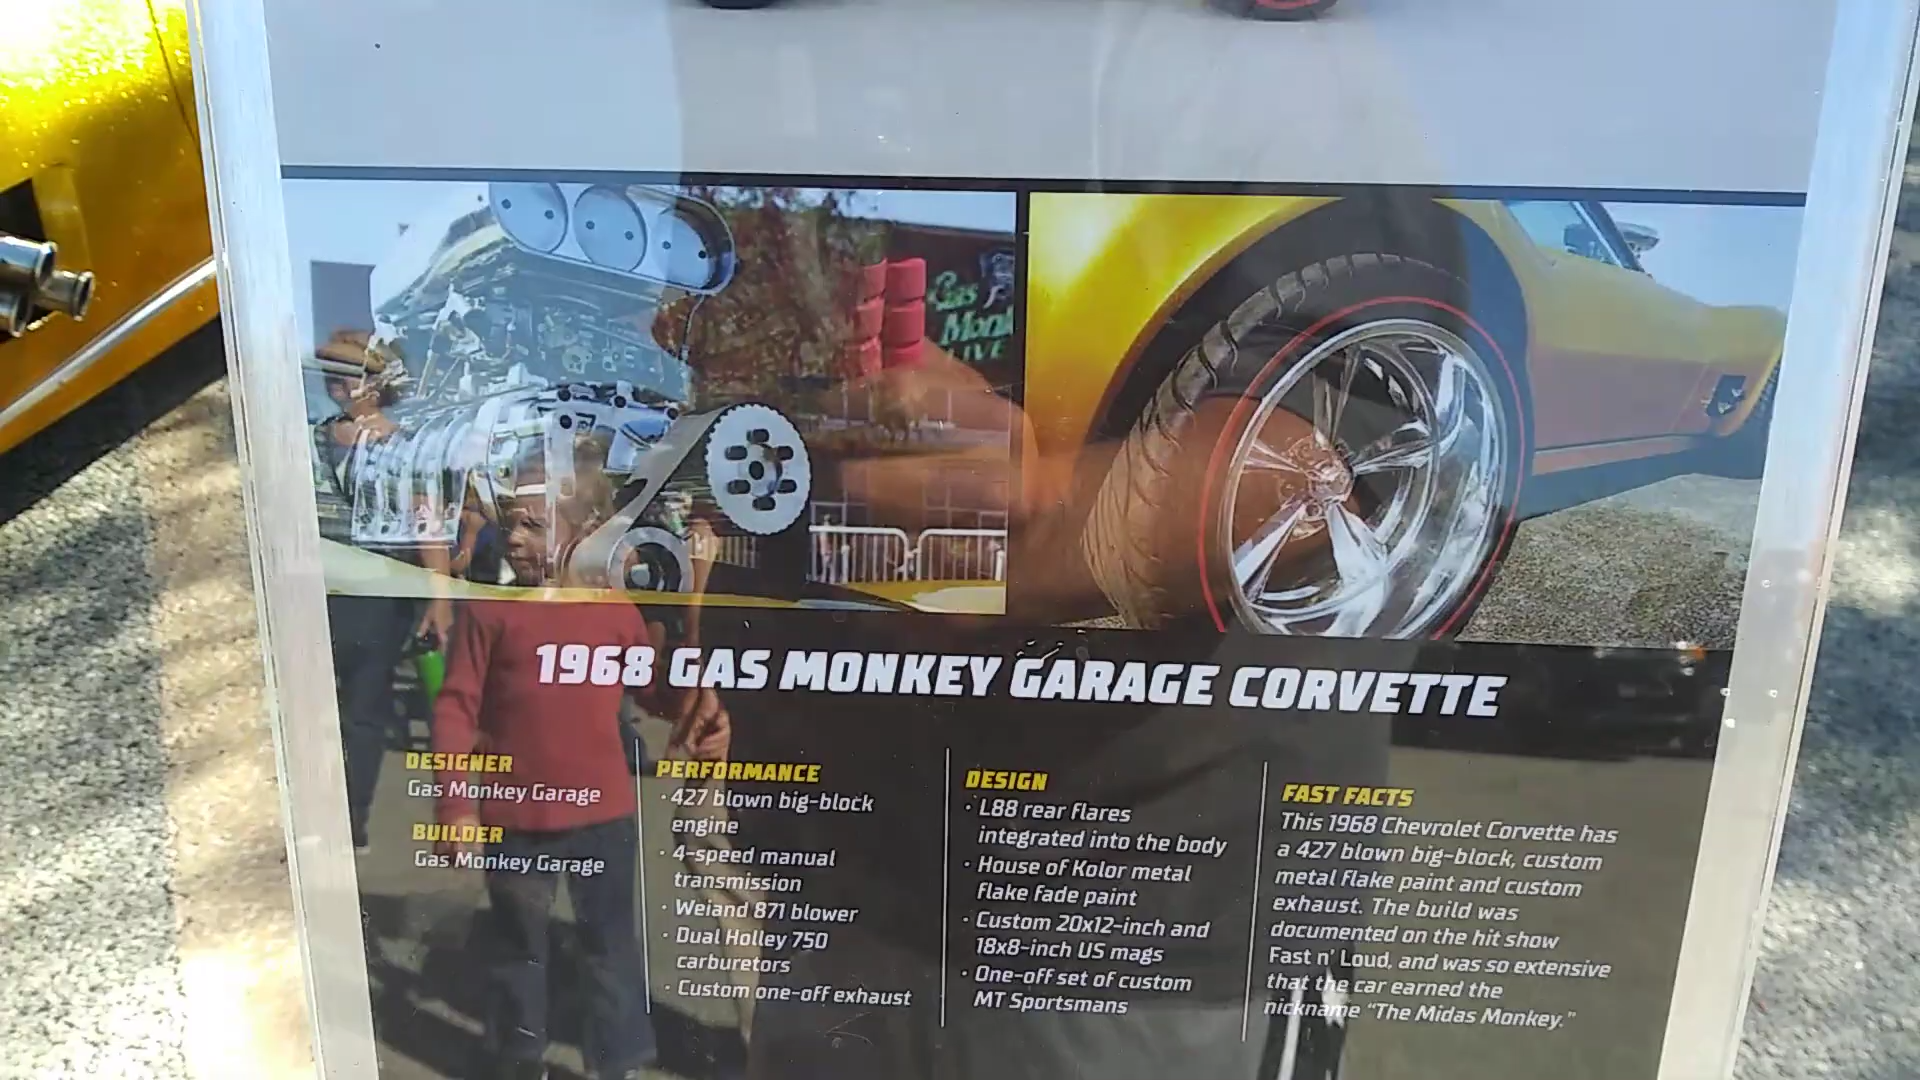 Gas
Monk
LIVE
1968 GAS MONKEY GARAGE CORVETTE
DESIGNER
Gas Monkey Garage
BUILDER
Gas Monkey Garage
PERFORMANCE
· 427 blown big-block
engine
· 4-speed manual
transmission
· Weiand 871 blower
· Dual Holley 750
carburetors
· Custom one-off exhaust
DESIGN
· L88 rear flares
integrated into the body
· House of Kolor metal
flake fade paint
· Custom 20x12-inch and
18x8-inch US mags
· One-off set of custom
MT Sportsmans
FAST FACTS
This 1968 Chevrolet Corvette has
a 427 blown big-block, custom
metal flake paint and custom
exhaust. The build was
documented on the hit show
Fast n' Loud, and was so extensive
that the car earned the
nickname "The Midas Monkey."